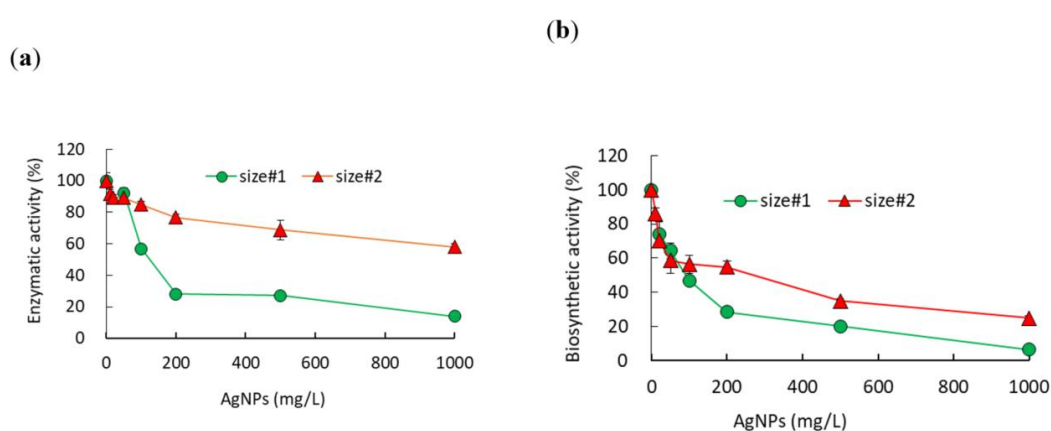 (a)
Enzymatic activity (%)
120
100
80
60
40
20
0
size#1
size#2
0 200 400 600 800 1000
AgNPs (mg/L)
(b)
Biosynthetic activity (%)
120
100
80
60
40
20
0
size#1
size#2
0 200 400 600 800 1000
AgNPs (mg/L)